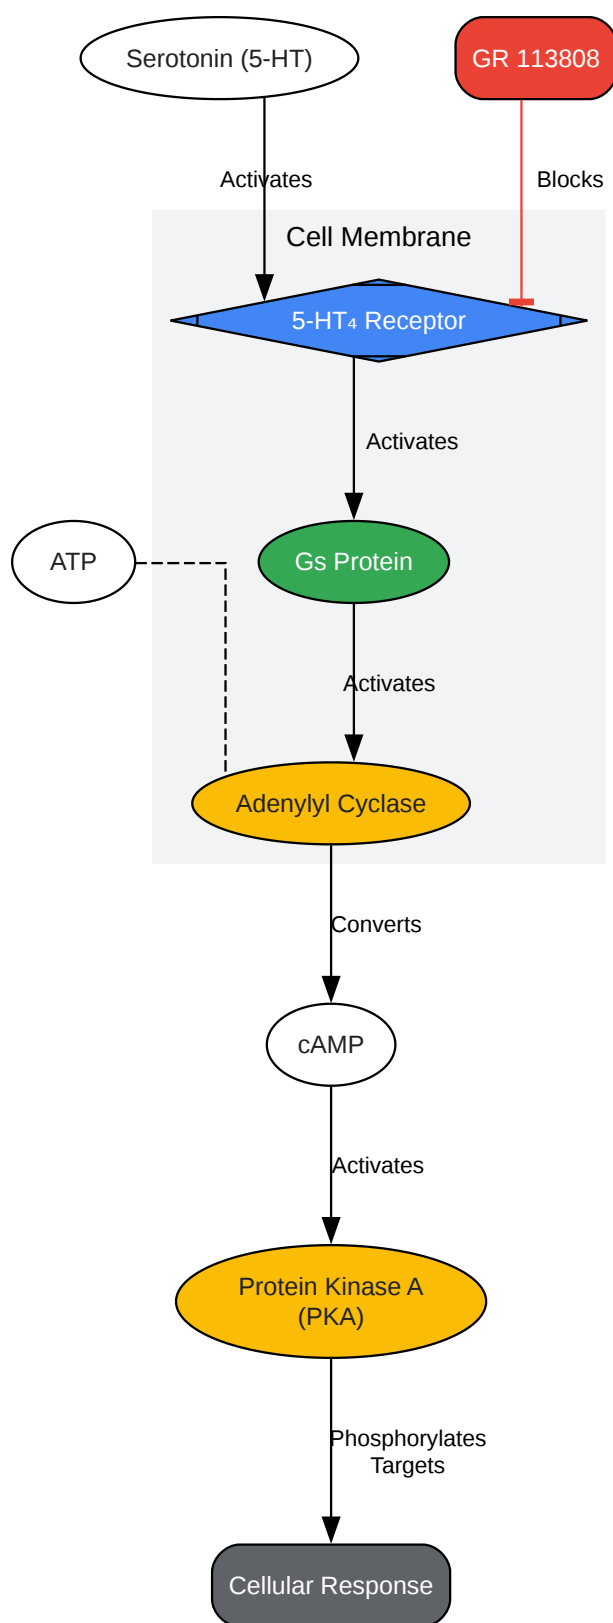 Serotonin (5-HT)
GR 113808
Activates
Blocks
Cell Membrane
5-HT₄ Receptor
Activates
ATP
Gs Protein
Activates
Adenylyl Cyclase
Converts
cAMP
Activates
Protein Kinase A
(PKA)
Phosphorylates
Targets
Cellular Response